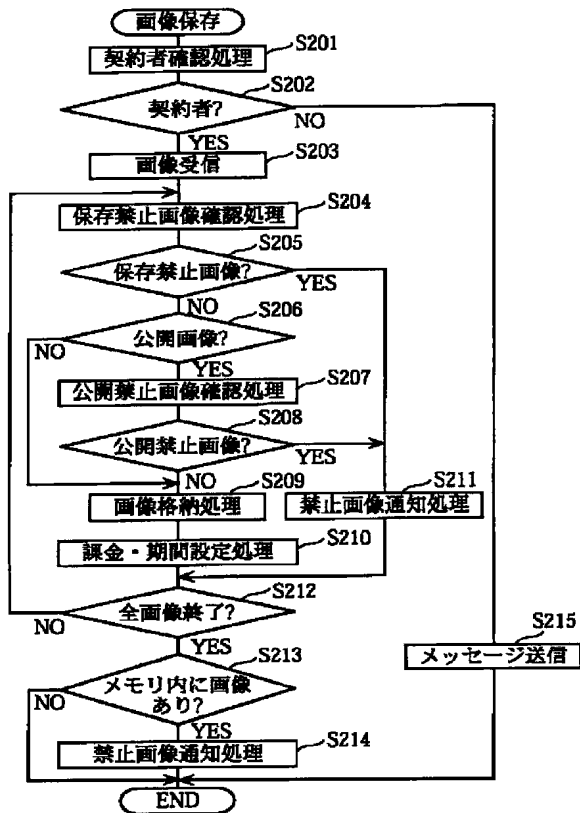 画像保存
S201
契約者確認処理
S202
契約者?
NO
YES
S203
画像受信
S204
保存禁止画像確認処理
S205
保存禁止画像?
YES
NO
S206
公開画像?
NO
YES
S207
公開禁止画像確認処理
S208
公開禁止画像?
YES
NO
S209
画像格納処理
S211
禁止画像通知処理
S210
課金・期間設定処理
S212
全画像終了?
NO
YES
S213
メモリ内に画像
あり?
NO
YES
S215
メッセージ送信
S214
禁止画像通知処理
END